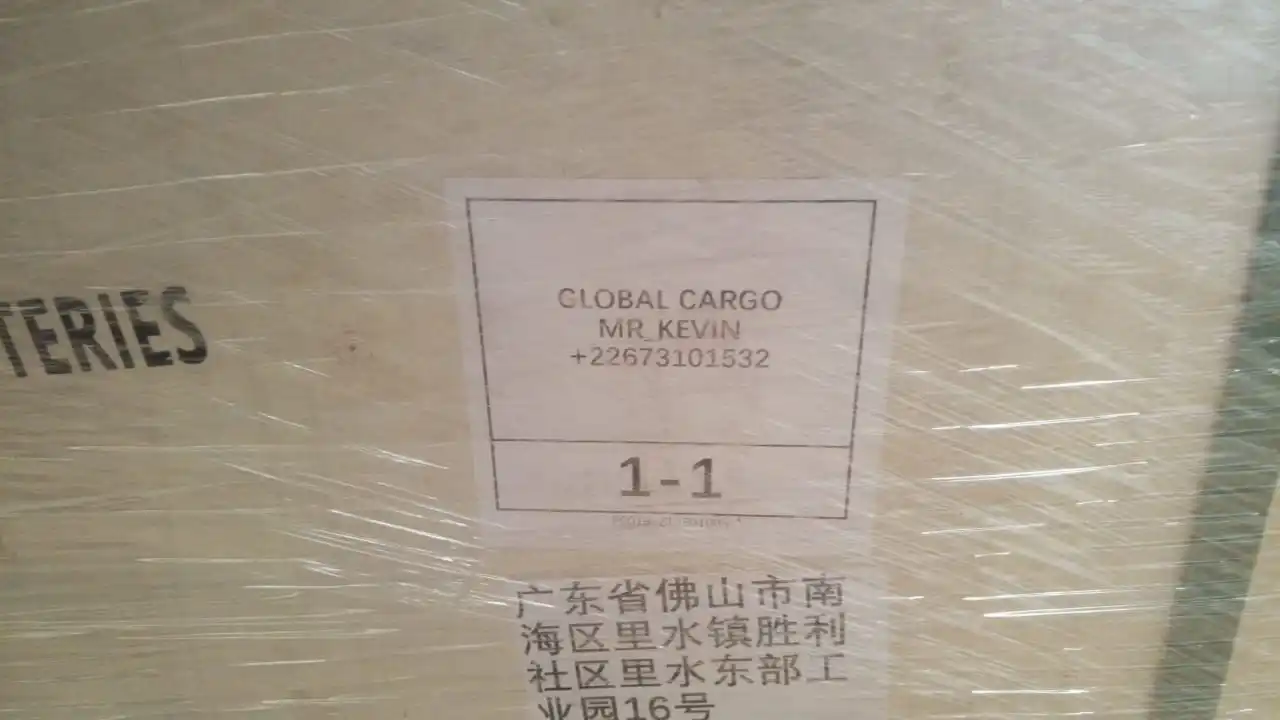 TERIES
GLOBAL CARGO
MR_KEVIN
+22673101532
1-1
广东省佛山市南
海区里水镇胜利
社区里水东部工
业园16号